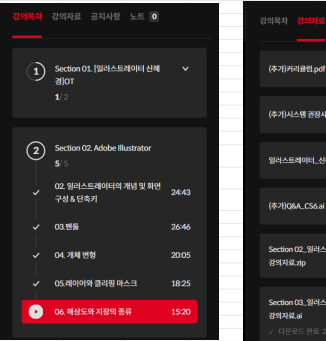 강의목차 강의자료 공지사항 노트 0
1
Section 01. [일러스트레이터 신혜
경]OT
1/2
2
Section 02. Adobe Illustrator
5/5
02. 일러스트레이터의 개념 및 화면
구성 & 단축키
24:43
03.펜툴
26:46
04. 개체 변형
20:05
05.레이어와 클리핑 마스크
18:25
06. 해상도와 저장의 종류
15:20
강의목차 강의자료
(추가)커리큘럼.pdf
(추가)시스템 권장사
일러스트레이터_신
(추가)Q&A_CS6.ai
Section 02_일러스
강의자료.zip
Section 03_일러스
강의자료.ai
다운로드 완료: 2